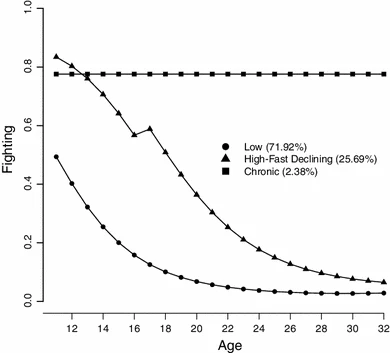 1.0
0.8
0.6
0.4
0.2
0.0
Fighting
Low (71.92%)
High-Fast Declining (25.69%)
Chronic (2.38%)
12 14 16 18 20 22 24 26 28 30 32
Age